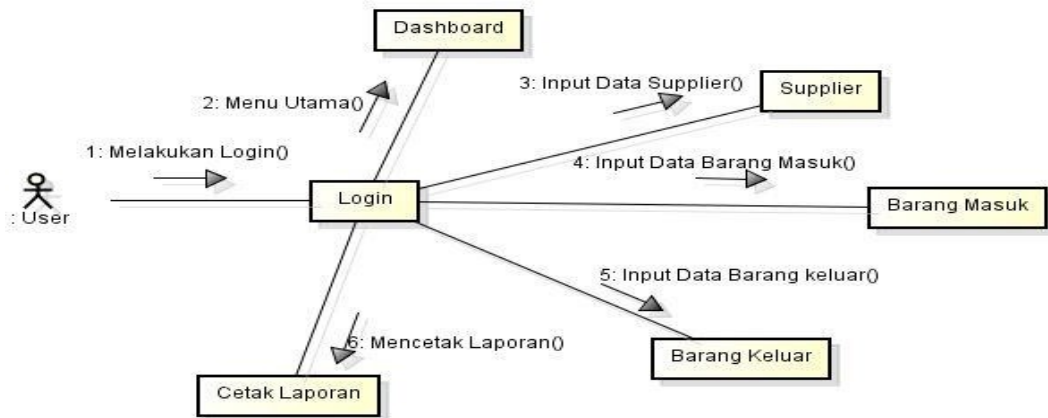 Dashboard
3: Input Data Supplier()
Supplier
2: Menu Utama()
1: Melakukan Login()
4: Input Data Barang Masuk()
: User
Login
Barang Masuk
5: Input Data Barang keluar()
6: Mencetak Laporan()
Barang Keluar
Cetak Laporan